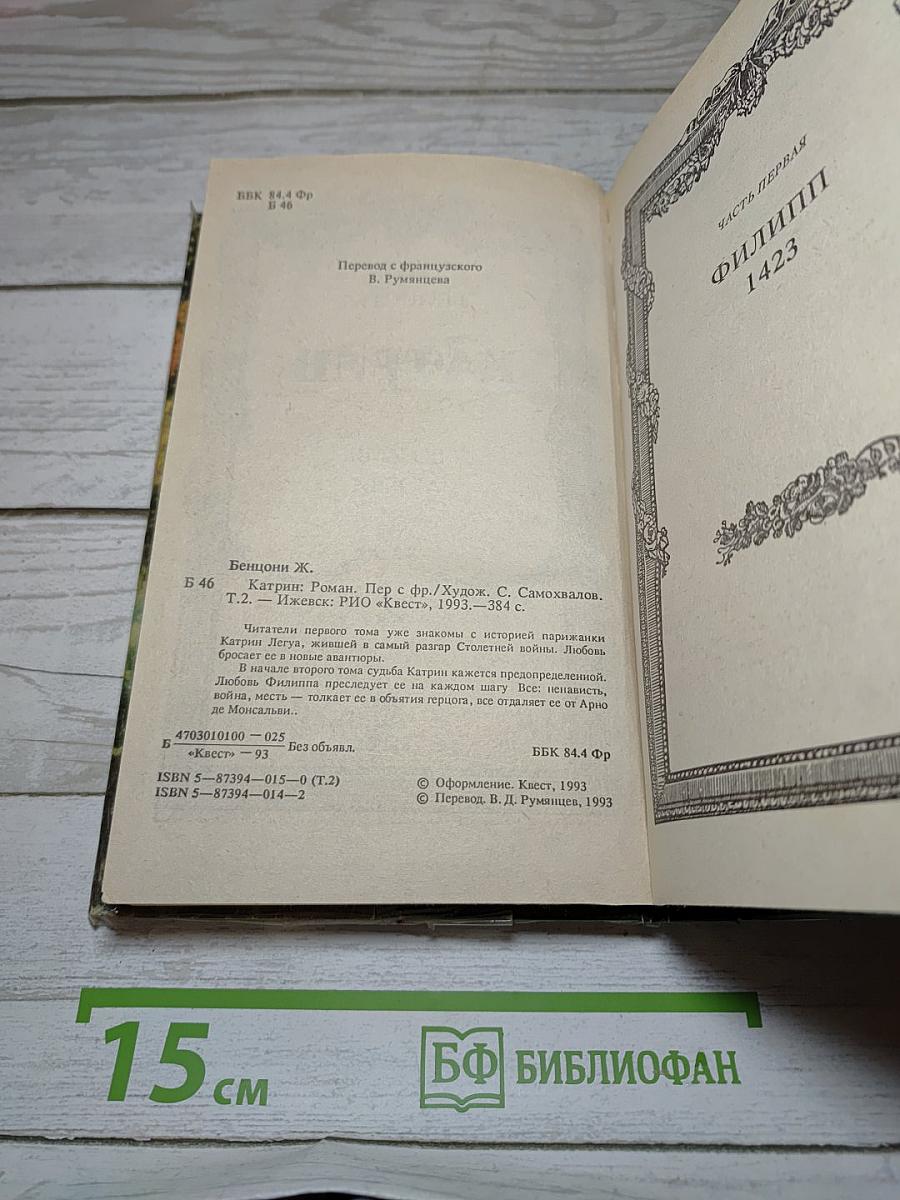 ББК 84.4 Фр
Б 46
Перевод с французского
В. Румянцева
Бенцони Ж.
Б 46 Катрин: Роман. Пер с фр./Худож. С. Самохвалов.
Т.2. — Ижевск: РИО «Квест», 1993.—384 с.
Читатели первого тома уже знакомы с историей парижанки
Катрин Легуа, жившей в самый разгар Столетней войны. Любовь
бросает ее в новые авантюры.
В начале второго тома судьба Катрин кажется предопределенной.
Любовь Филиппа преследует ее на каждом шагу Все: ненависть,
война, месть — толкает ее в объятия герцога, все отдаляет ее от Арно
де Монсальви..
Б 4703010100 — 025 Без объявл.
«Квест» — 93
ББК 84.4 Фр
ISBN 5—87394—015—0 (Т.2)
ISBN 5—87394—014—2
© Оформление. Квест, 1993
© Перевод. В. Д. Румянцев, 1993
ЧАСТЬ ПЕРВАЯ
ФИЛИПП
1423
15 см
БФ БИБЛИОФАН